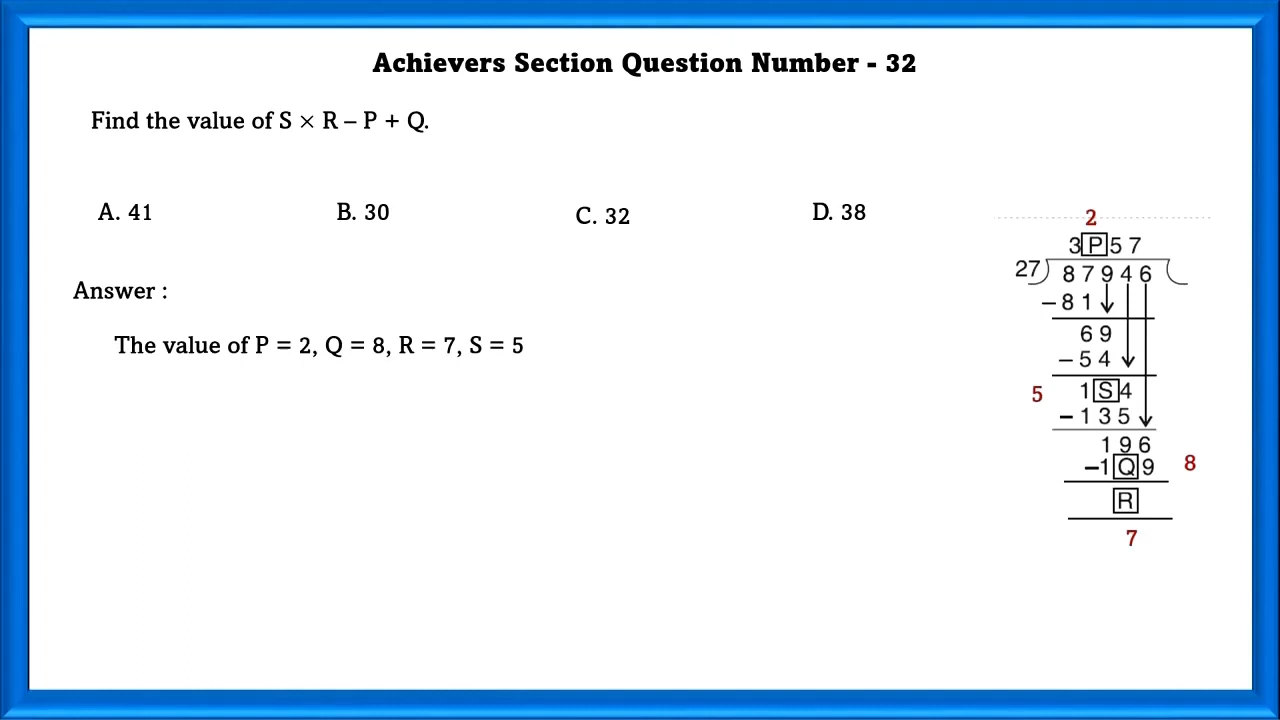 Achievers Section Question Number - 32
Find the value of S × R – P + Q.
A. 41 B. 30 C. 32 D. 38
Answer :
The value of P = 2, Q = 8, R = 7, S = 5
2
3 P 5 7
27) 8 7 9 4 6 (
– 8 1
6 9
– 5 4
5 1 S 4
– 1 3 5
1 9 6
–1 Q 9 8
R
7